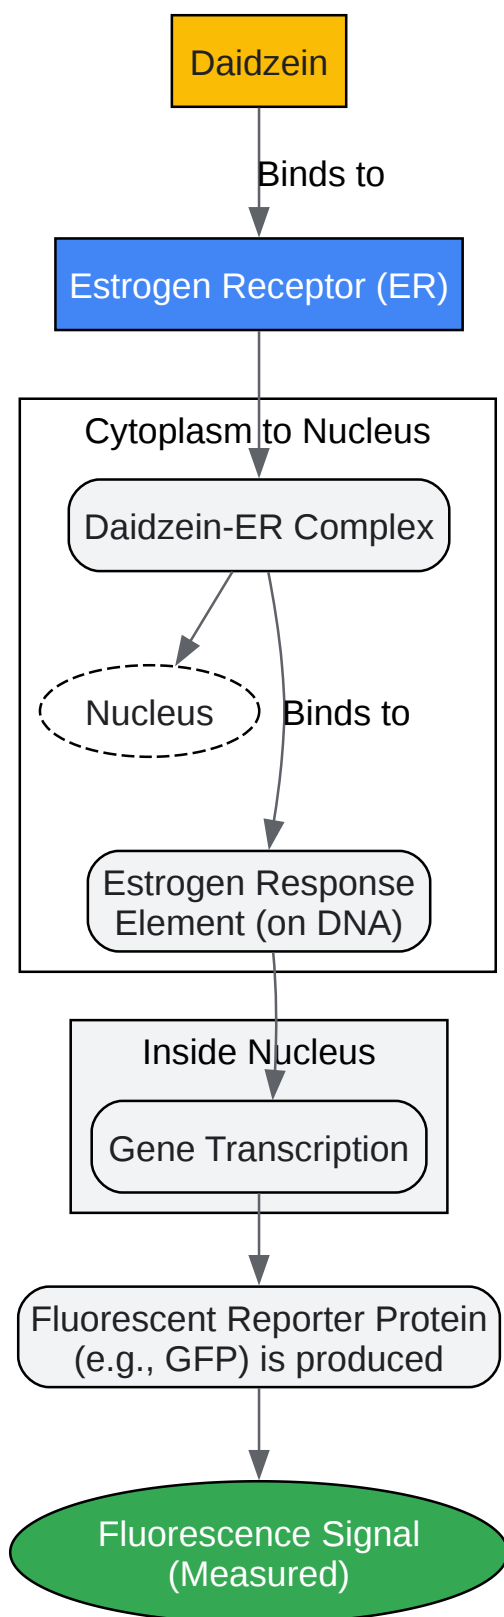 Daidzein
Binds to
Estrogen Receptor (ER)
Cytoplasm to Nucleus
Daidzein-ER Complex
Nucleus
Binds to
Estrogen Response
Element (on DNA)
Inside Nucleus
Gene Transcription
Fluorescent Reporter Protein
(e.g., GFP) is produced
Fluorescence Signal
(Measured)